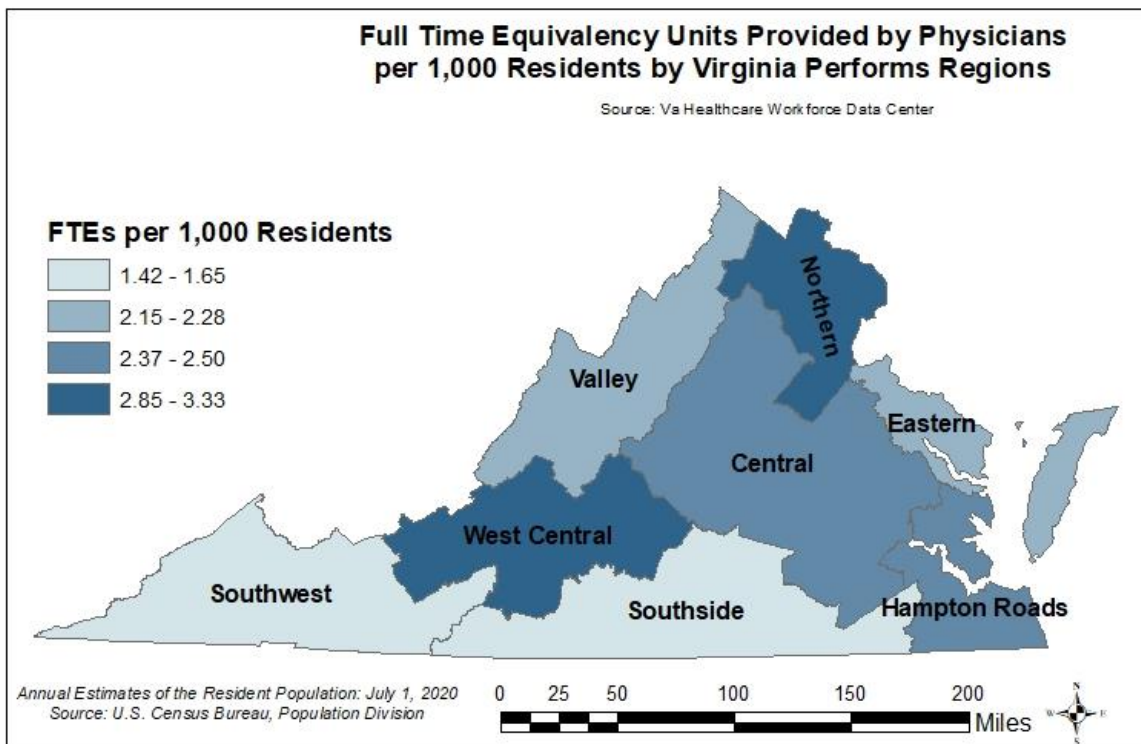 Full Time Equivalency Units Provided by Physicians
per 1,000 Residents by Virginia Performs Regions
Source: Va Healthcare Workforce Data Center
FTEs per 1,000 Residents
1.42 - 1.65
2.15 - 2.28
2.37 - 2.50
2.85 - 3.33
Northern
Valley
Eastern
Central
West Central
Southwest
Southside
Hampton Roads
Annual Estimates of the Resident Population: July 1, 2020
Source: U.S. Census Bureau, Population Division
0 25 50 100 150 200
Miles
N
W E
S